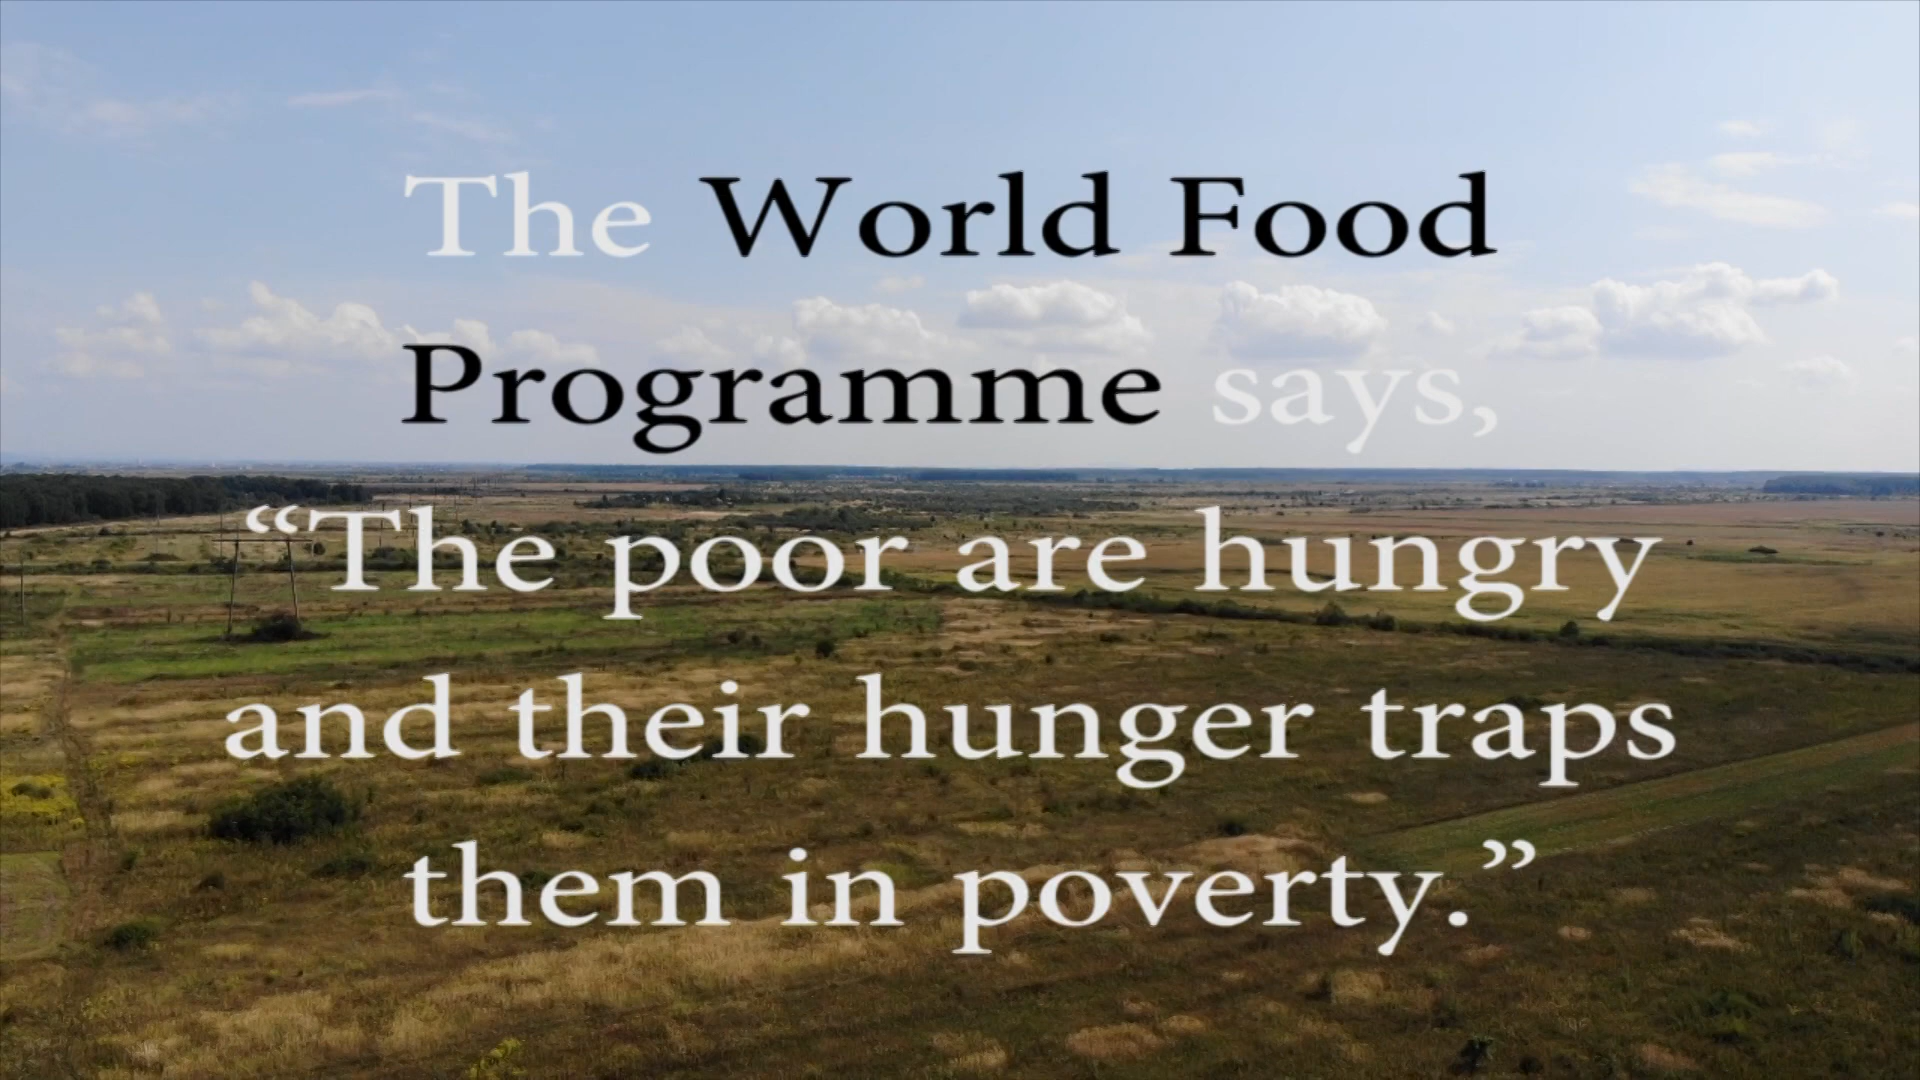 The World Food
Programme says,
“The poor are hungry
and their hunger traps
them in poverty.”